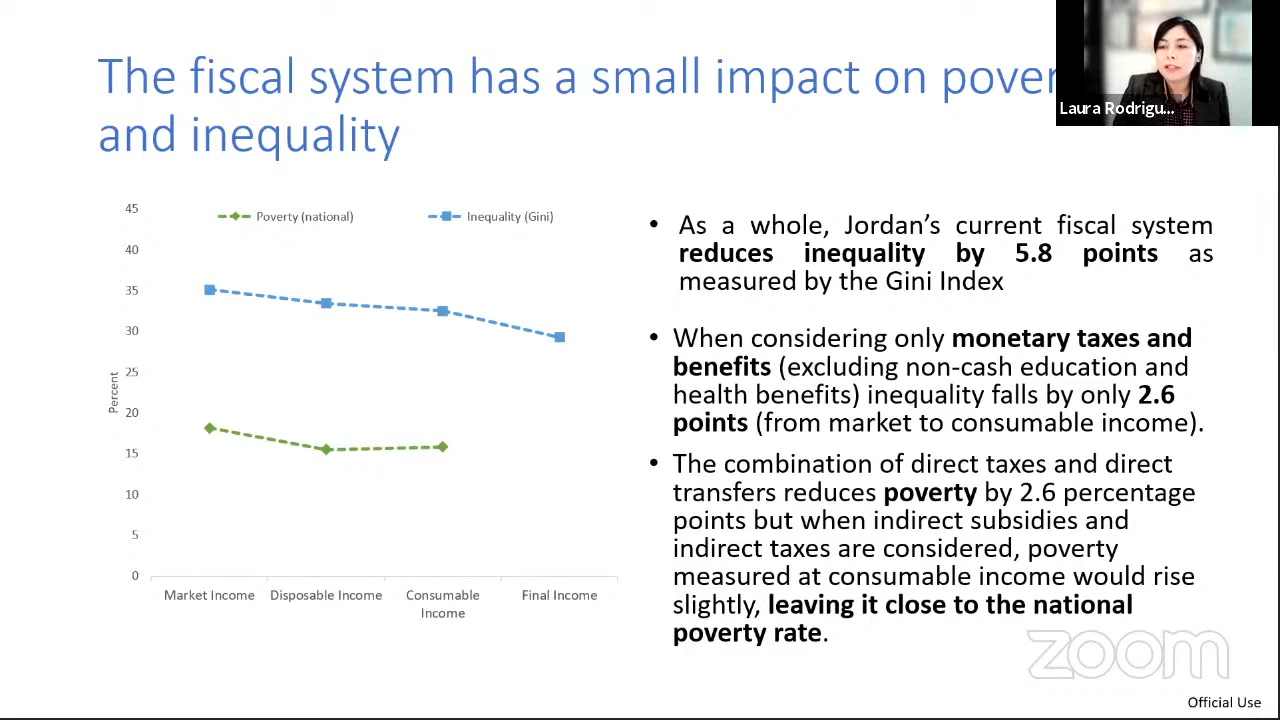 The fiscal system has a small impact on pover
and inequality
Laura Rodrigu...
45
40
35
30
25
20
15
10
5
0
Percent
Poverty (national)
Inequality (Gini)
Market Income
Disposable Income
Consumable
Income
Final Income
• As a whole, Jordan’s current fiscal system
reduces inequality by 5.8 points as
measured by the Gini Index
• When considering only monetary taxes and
benefits (excluding non-cash education and
health benefits) inequality falls by only 2.6
points (from market to consumable income).
• The combination of direct taxes and direct
transfers reduces poverty by 2.6 percentage
points but when indirect subsidies and
indirect taxes are considered, poverty
measured at consumable income would rise
slightly, leaving it close to the national
poverty rate.
zoom
Official Use